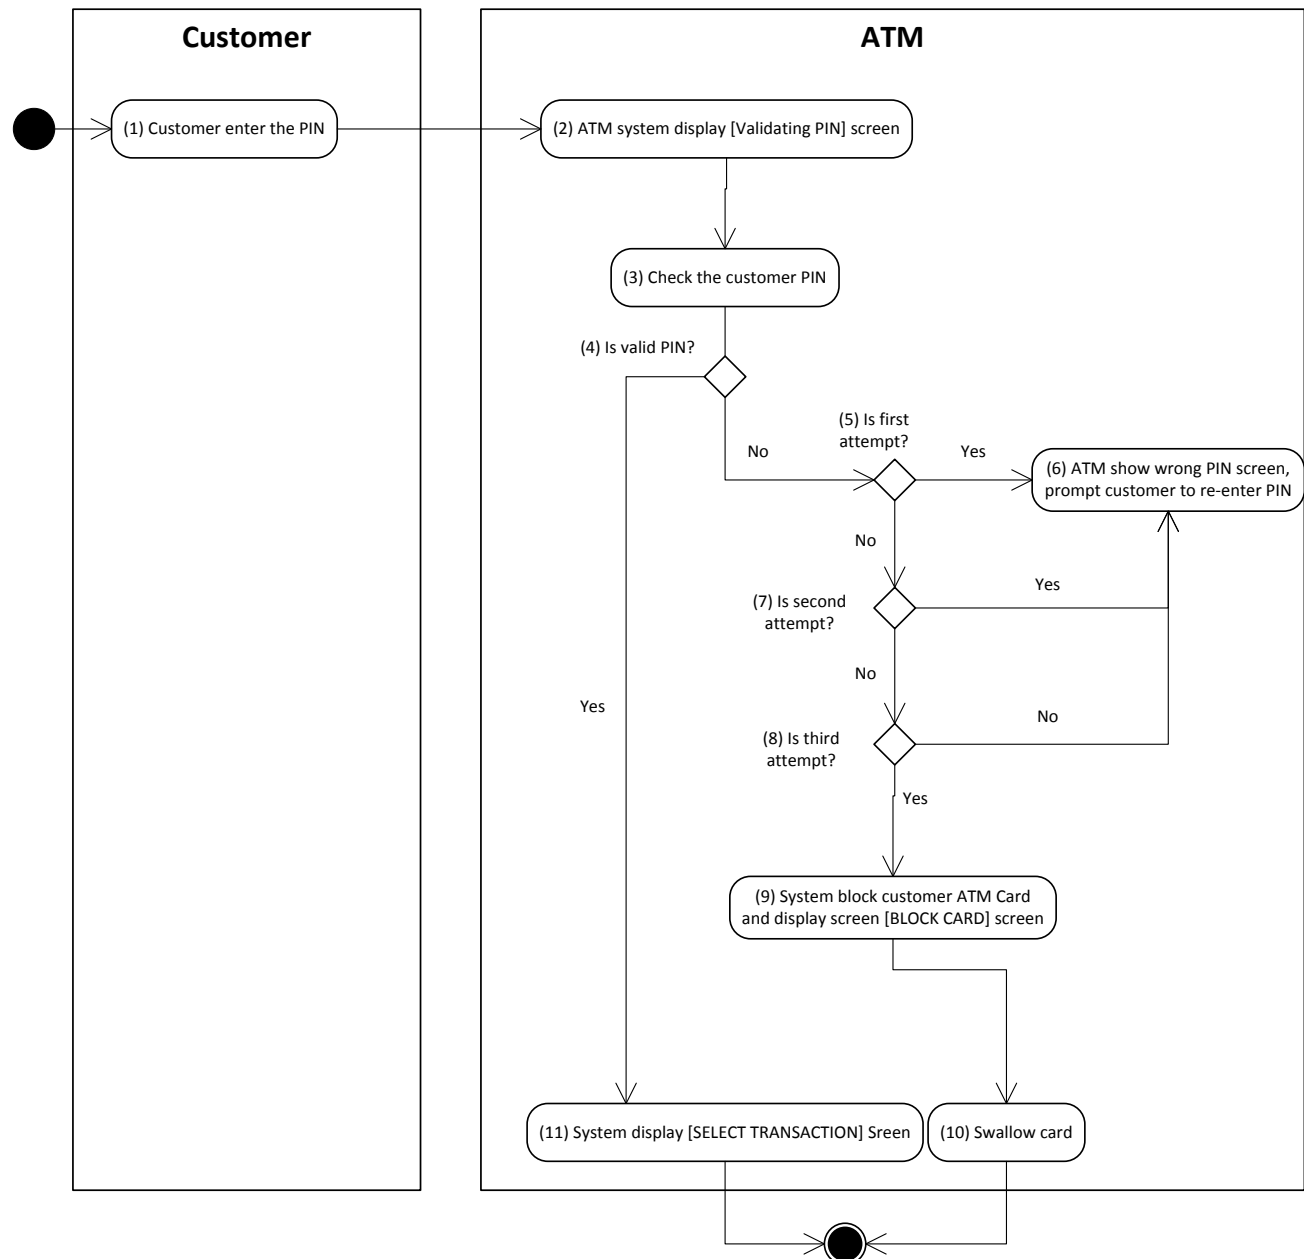 Customer
ATM
(1) Customer enter the PIN
(2) ATM system display [Validating PIN] screen
(3) Check the customer PIN
(4) Is valid PIN?
(5) Is first
attempt?
No
Yes
(6) ATM show wrong PIN screen,
prompt customer to re-enter PIN
No
(7) Is second
attempt?
Yes
No
Yes
(8) Is third
attempt?
No
Yes
(9) System block customer ATM Card
and display screen [BLOCK CARD] screen
(11) System display [SELECT TRANSACTION] Sreen
(10) Swallow card